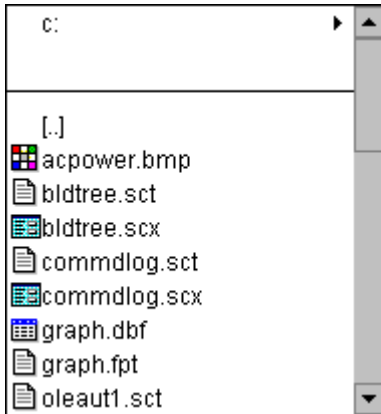 c:
[..]
acpower.bmp
bldtree.sct
bldtree.scx
commdlog.sct
commdlog.scx
graph.dbf
graph.fpt
oleaut1.sct